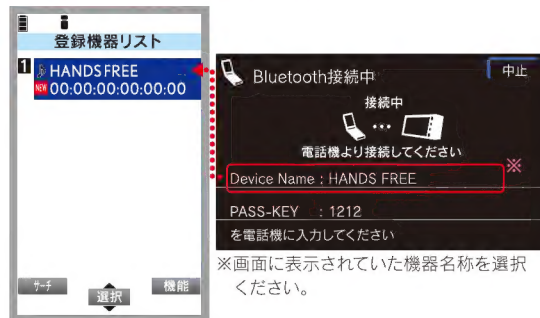 登録機器リスト
1 HANDS FREE ...
NEW 00:00:00:00:00:00
サーチ
選択
機能
Bluetooth接続中
中止
接続中
電話機より接続してください
※
Device Name : HANDS FREE
PASS-KEY : 1212
を電話機に入力してください
※画面に表示されていた機器名称を選択
ください。